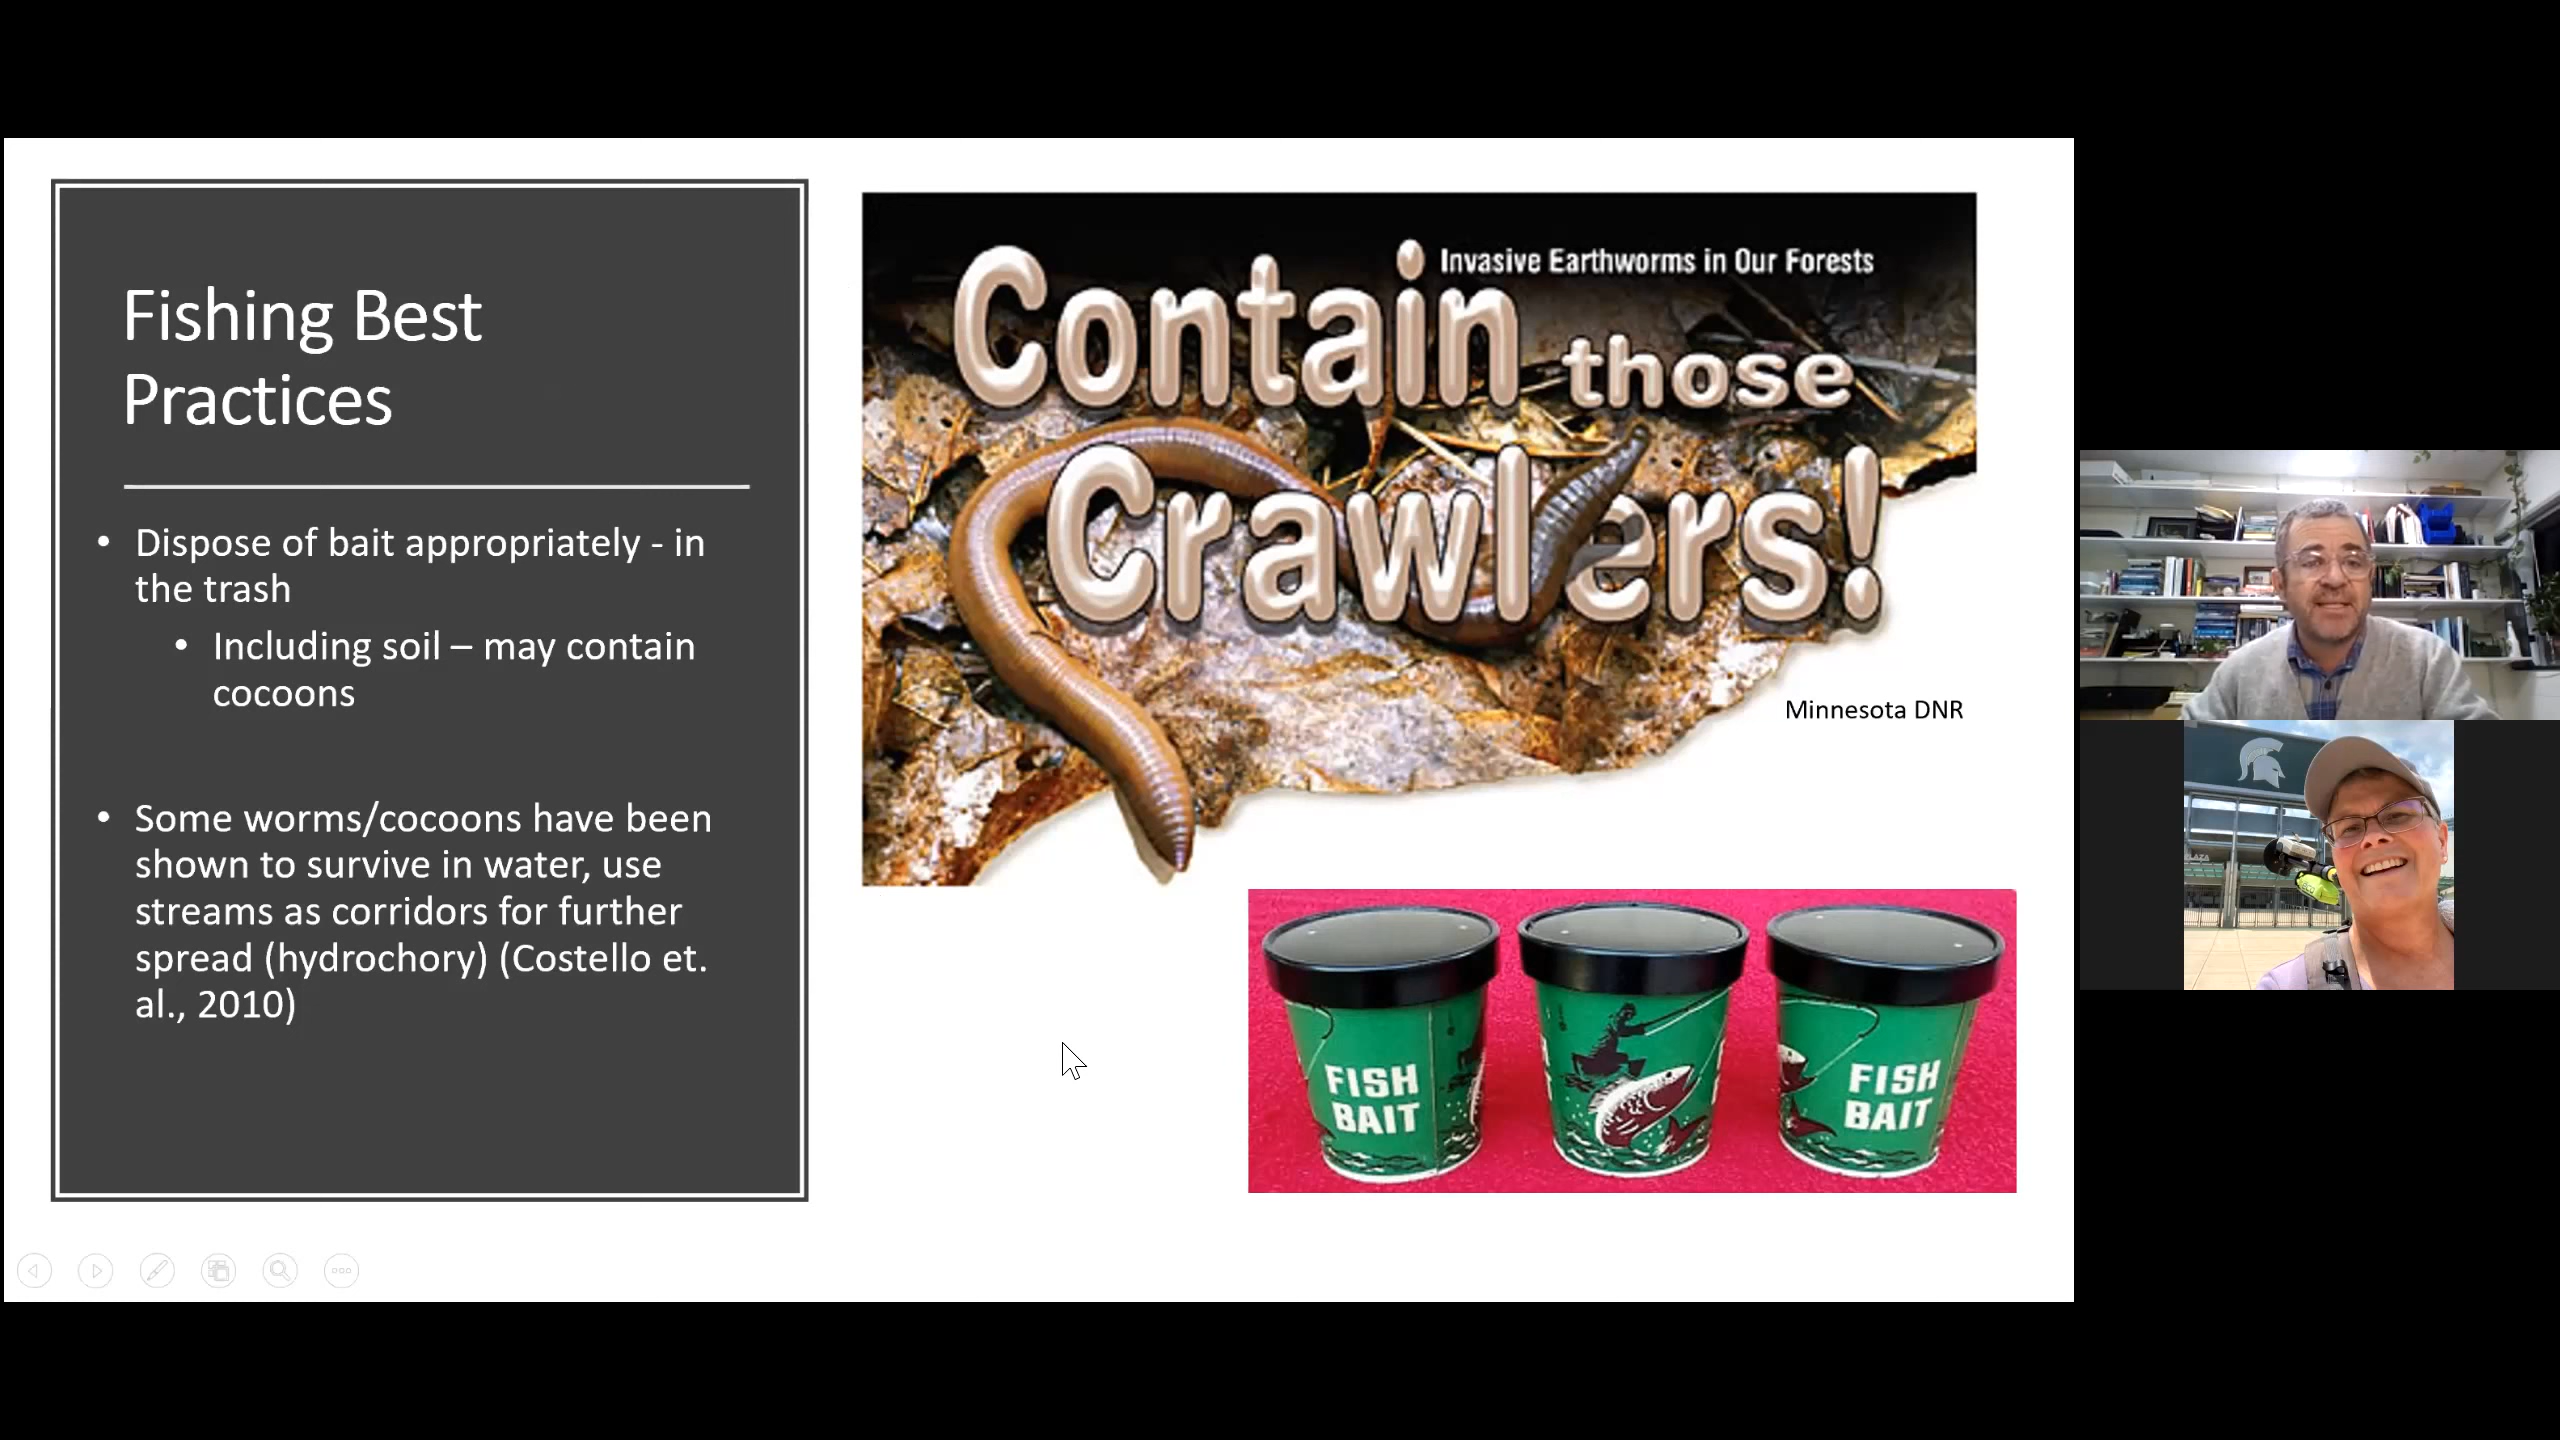 Fishing Best
Practices
• Dispose of bait appropriately - in
the trash
• Including soil – may contain
cocoons
• Some worms/cocoons have been
shown to survive in water, use
streams as corridors for further
spread (hydrochory) (Costello et.
al., 2010)
Invasive Earthworms in Our Forests
Contain those
Crawlers!
Minnesota DNR
FISH
BAIT
FISH
BAIT